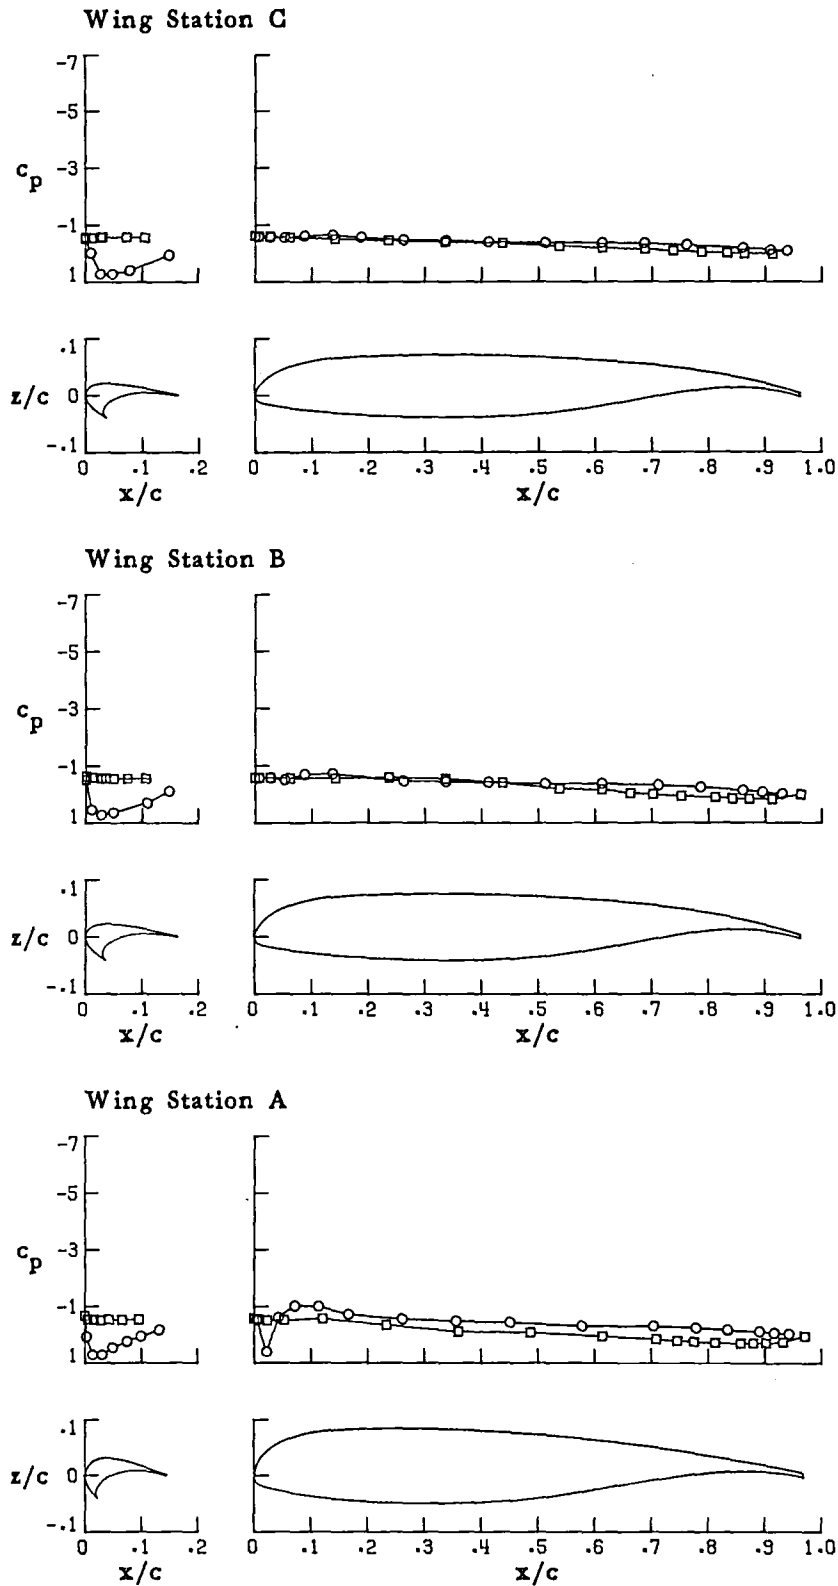 Wing Station C
-7
-5
-3
cp
-1
1
.1
z/c 0
-.1
0 .1 .2 0 .1 .2 .3 .4 .5 .6 .7 .8 .9 1.0
x/c x/c
Wing Station B
-7
-5
-3
cp
-1
1
.1
z/c 0
-.1
0 .1 .2 0 .1 .2 .3 .4 .5 .6 .7 .8 .9 1.0
x/c x/c
Wing Station A
-7
-5
-3
cp
-1
1
.1
z/c 0
-.1
0 .1 .2 0 .1 .2 .3 .4 .5 .6 .7 .8 .9 1.0
x/c x/c